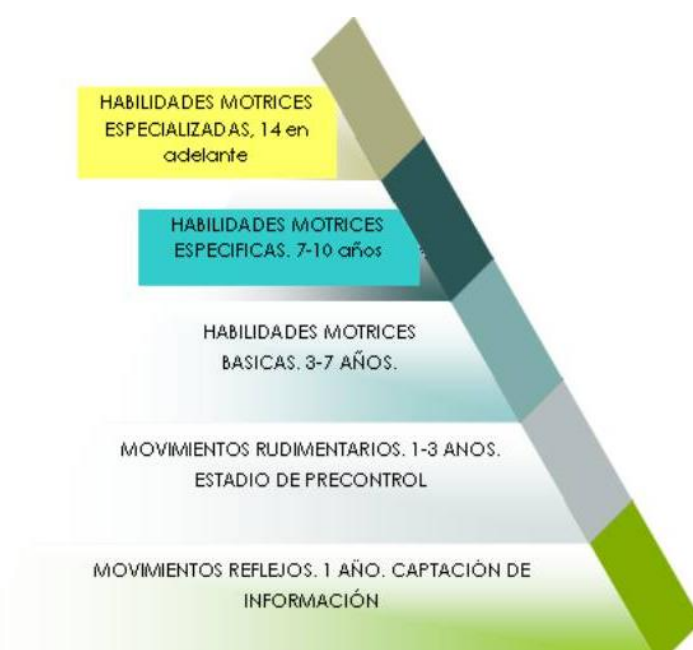 HABILIDADES MOTRICES
ESPECIALIZADAS, 14 en
adelante
HABILIDADES MOTRICES
ESPECIFICAS. 7-10 años
HABILIDADES MOTRICES
BASICAS. 3-7 AÑOS.
MOVIMIENTOS RUDIMENTARIOS. 1-3 ANOS.
ESTADIO DE PRECONTROL
MOVIMIENTOS REFLEJOS. 1 AÑO. CAPTACIÓN DE
INFORMACIÓN